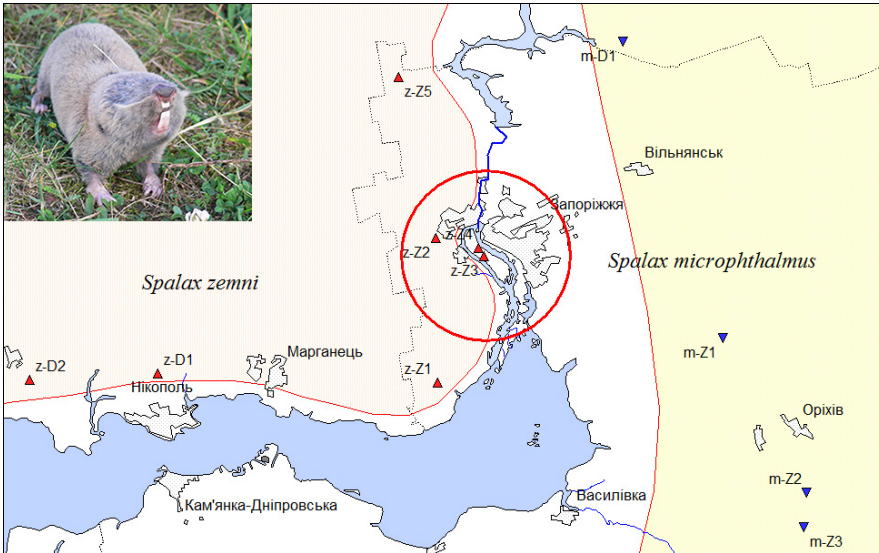 m-D1
z-Z5
Вільнянськ
Запоріжжя
z-Z4
z-Z2
z-Z3
Spalax zemni
Spalax microphthalmus
m-Z1
Марганець
z-D1
z-D2
z-Z1
Нікополь
Оріхів
m-Z2
Василівка
Кам'янка-Дніпровська
m-Z3